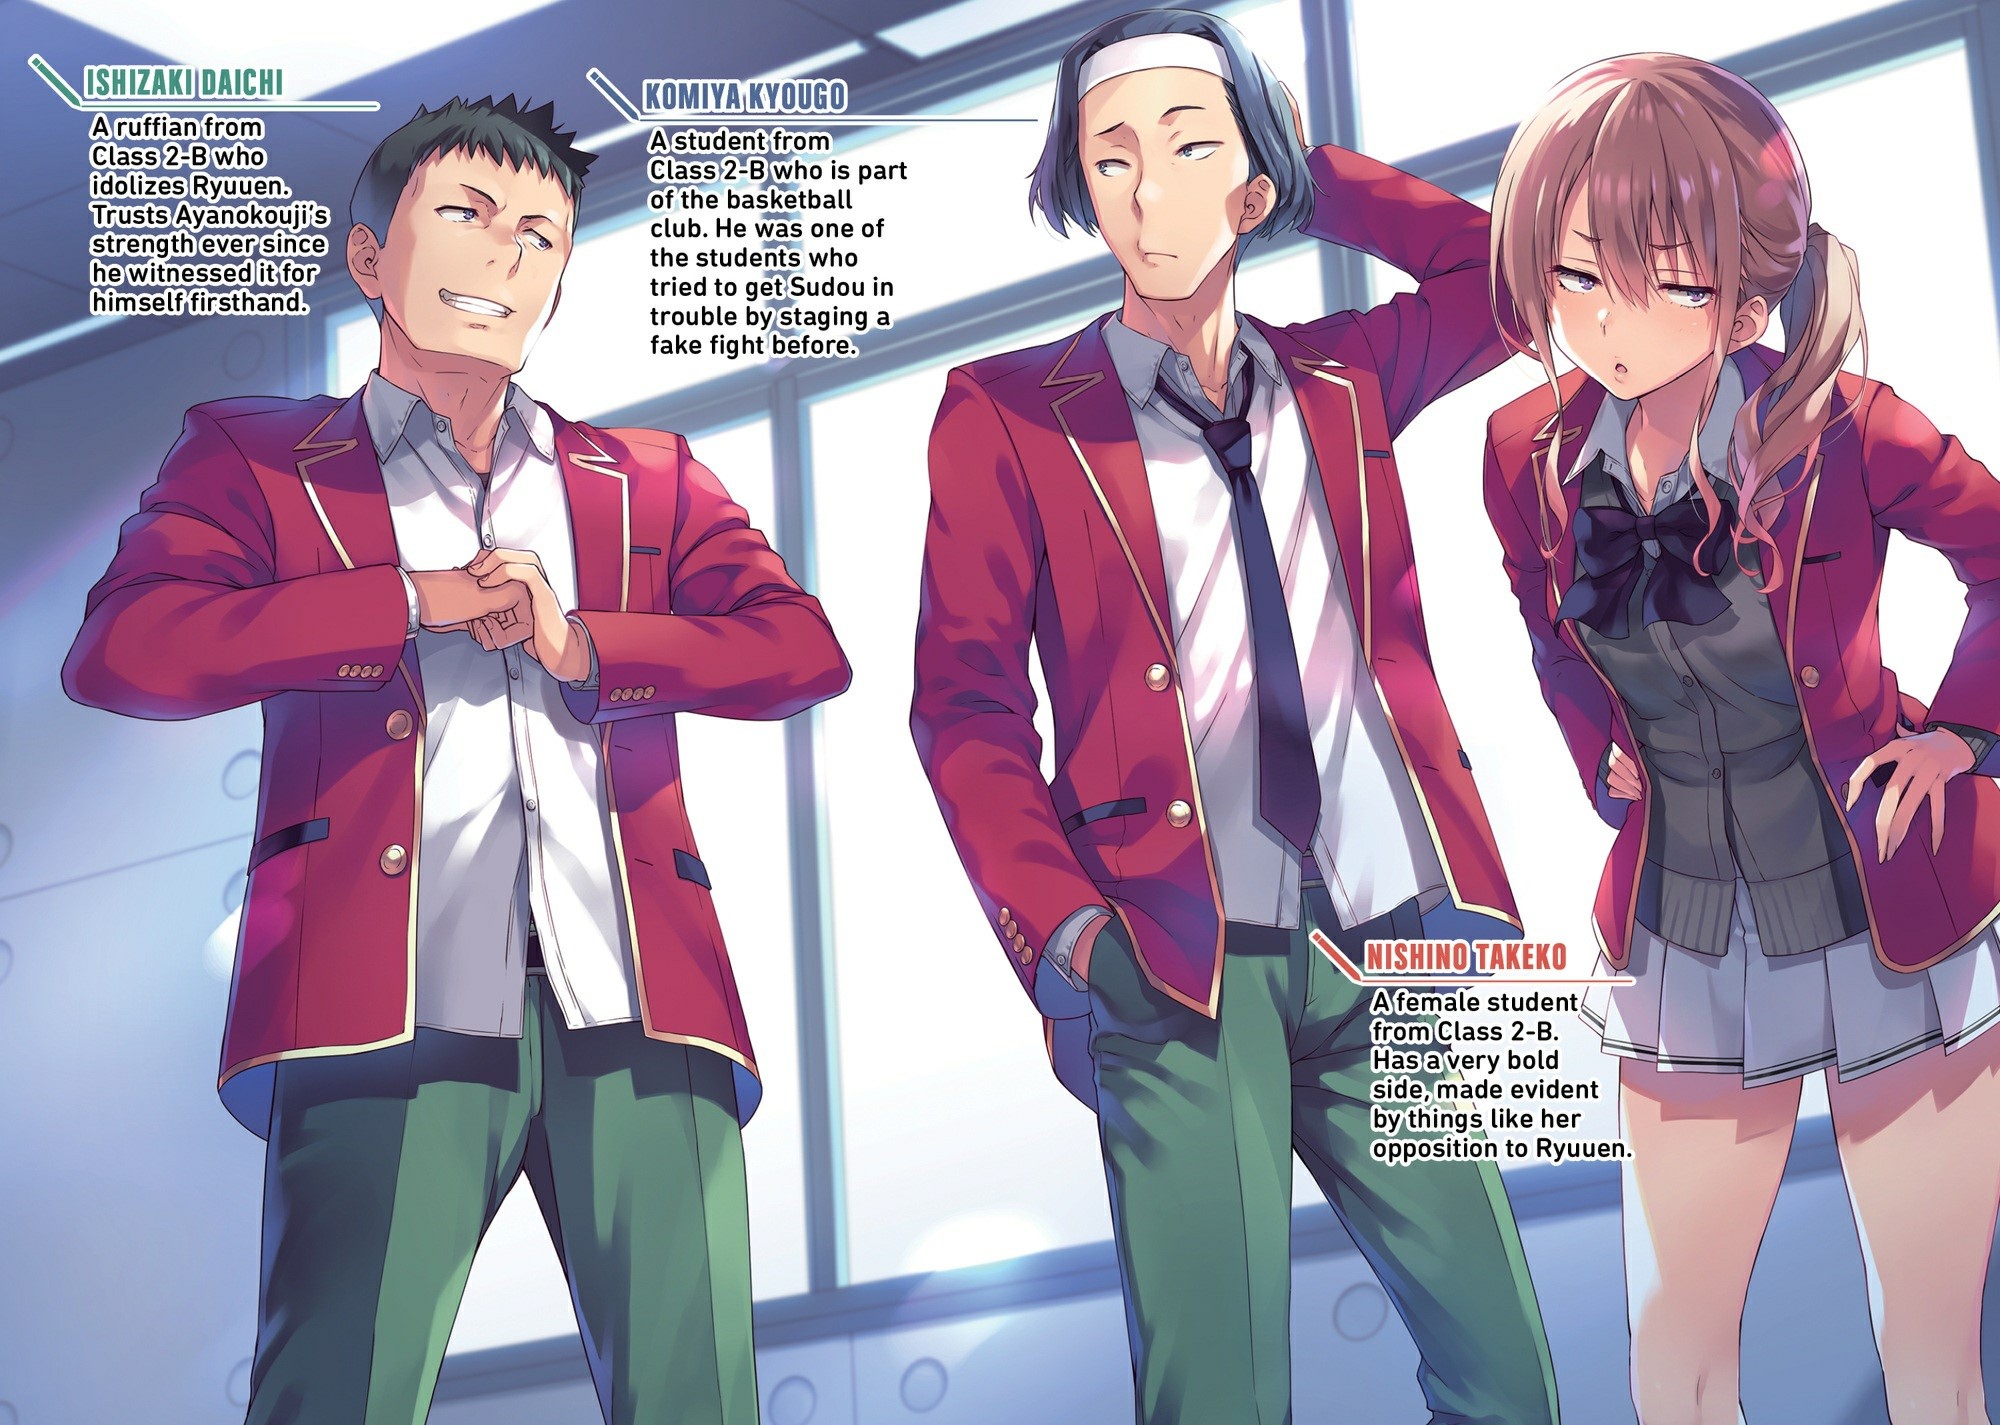 ISHIZAKI DAICHI
A ruffian from
Class 2-B who
idolizes Ryuuen.
Trusts Ayanokouji's
strength ever since
he witnessed it for
himself firsthand.
KOMIYA KYOUGO
A student from
Class 2-B who is part
of the basketball
club. He was one of
the students who
tried to get Sudou in
trouble by staging a
fake fight before.
NISHINO TAKEKO
A female student
from Class 2-B.
Has a very bold
side, made evident
by things like her
opposition to Ryuuen.